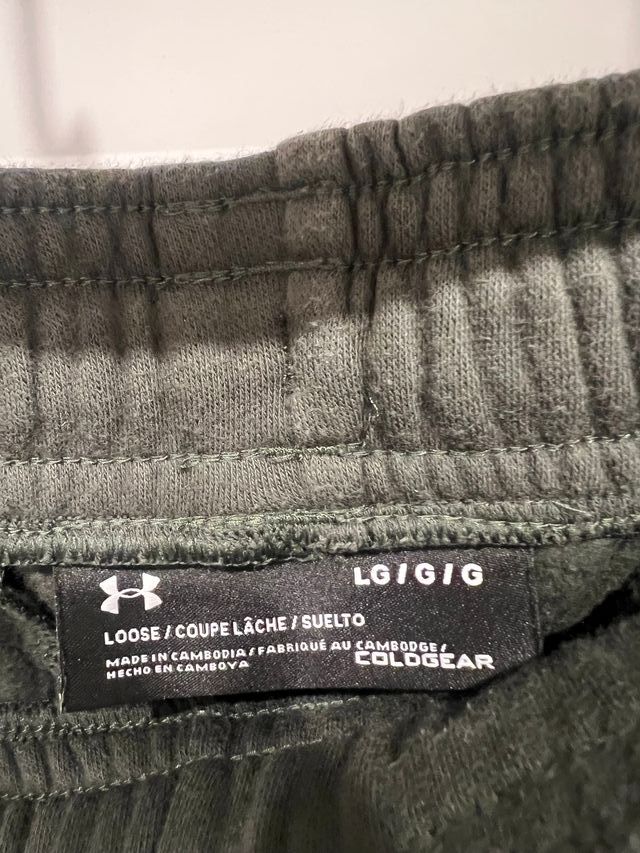 LG/G/G
LOOSE/COUPE LÂCHE/SUELTO
MADE IN CAMBODIA/FABRIQUÉ AU CAMBODGE/
HECHO EN CAMBOYA
COLDGEAR